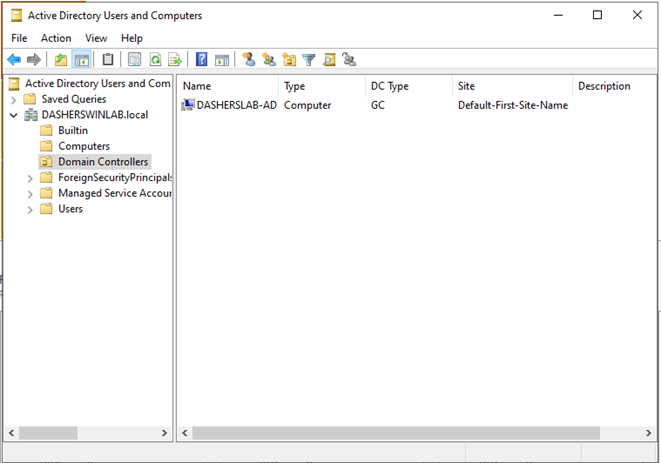 Active Directory Users and Computers
File Action View Help
Active Directory Users and Com
Saved Queries
DASHERSWINLAB.local
Builtin
Computers
Domain Controllers
ForeignSecurityPrincipals
Managed Service Accour
Users
Name Type DC Type Site Description
DASHERSLAB-AD Computer GC Default-First-Site-Name